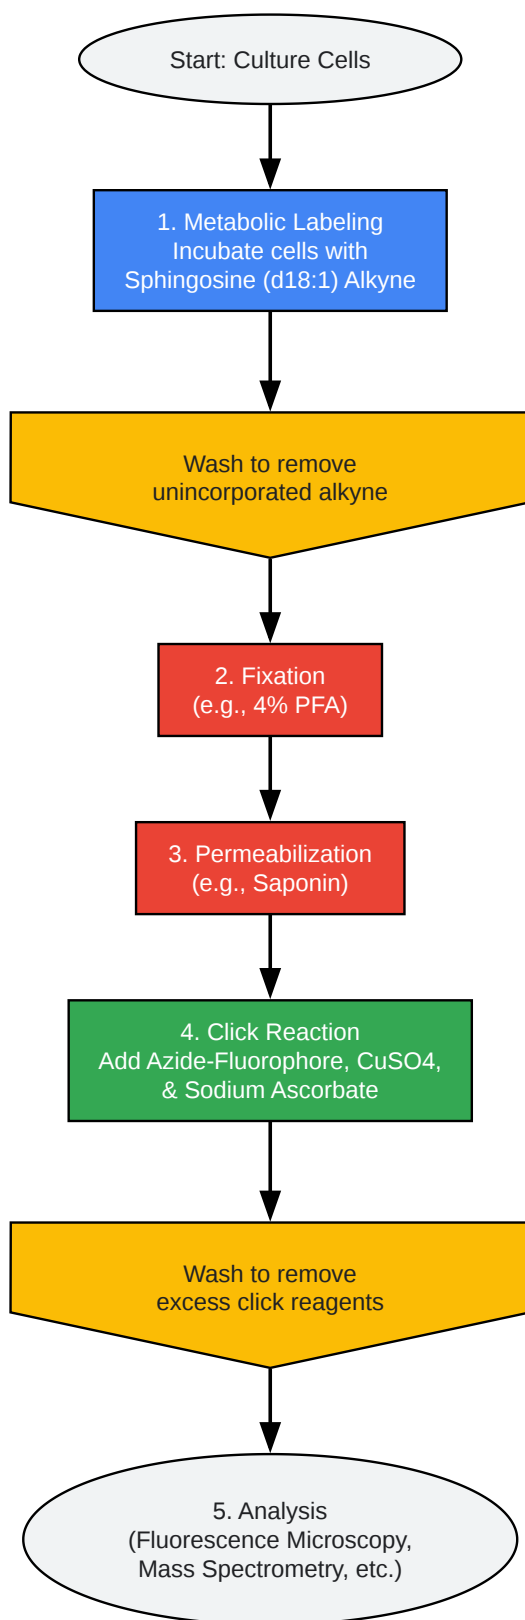 Start: Culture Cells
1. Metabolic Labeling
Incubate cells with
Sphingosine (d18:1) Alkyne
Wash to remove
unincorporated alkyne
2. Fixation
(e.g., 4% PFA)
3. Permeabilization
(e.g., Saponin)
4. Click Reaction
Add Azide-Fluorophore, CuSO4,
& Sodium Ascorbate
Wash to remove
excess click reagents
5. Analysis
(Fluorescence Microscopy,
Mass Spectrometry, etc.)